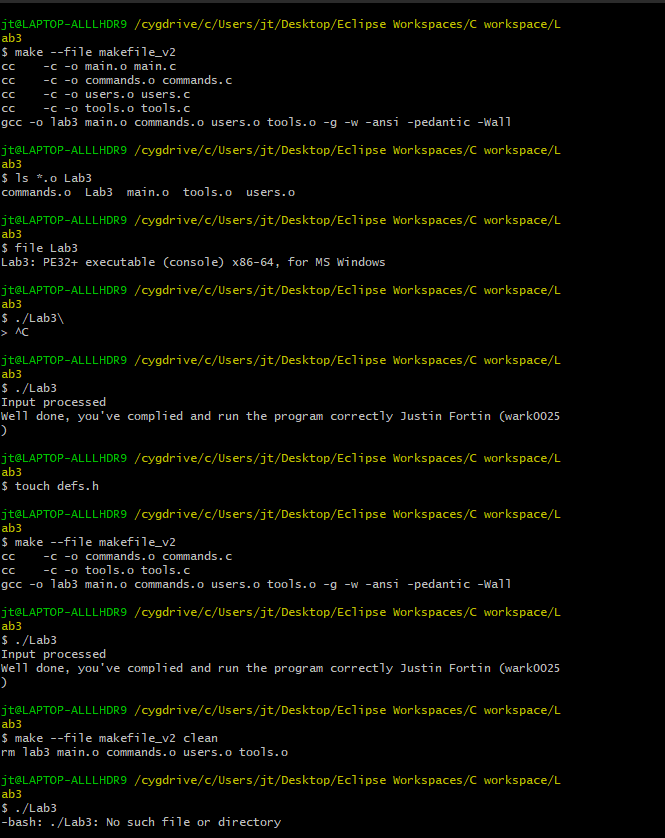 jt@LAPTOP-ALLLHDR9 /cygdrive/c/Users/jt/Desktop/Eclipse Workspaces/C workspace/L
ab3
$ make --file makefile_v2
cc    -c -o main.o main.c
cc    -c -o commands.o commands.c
cc    -c -o users.o users.c
cc    -c -o tools.o tools.c
gcc -o lab3 main.o commands.o users.o tools.o -g -w -ansi -pedantic -Wall

jt@LAPTOP-ALLLHDR9 /cygdrive/c/Users/jt/Desktop/Eclipse Workspaces/C workspace/L
ab3
$ ls *.o Lab3
commands.o  Lab3  main.o  tools.o  users.o

jt@LAPTOP-ALLLHDR9 /cygdrive/c/Users/jt/Desktop/Eclipse Workspaces/C workspace/L
ab3
$ file Lab3
Lab3: PE32+ executable (console) x86-64, for MS Windows

jt@LAPTOP-ALLLHDR9 /cygdrive/c/Users/jt/Desktop/Eclipse Workspaces/C workspace/L
ab3
$ ./Lab3\
> ^C

jt@LAPTOP-ALLLHDR9 /cygdrive/c/Users/jt/Desktop/Eclipse Workspaces/C workspace/L
ab3
$ ./Lab3
Input processed
Well done, you've complied and run the program correctly Justin Fortin (wark0025
)

jt@LAPTOP-ALLLHDR9 /cygdrive/c/Users/jt/Desktop/Eclipse Workspaces/C workspace/L
ab3
$ touch defs.h

jt@LAPTOP-ALLLHDR9 /cygdrive/c/Users/jt/Desktop/Eclipse Workspaces/C workspace/L
ab3
$ make --file makefile_v2
cc    -c -o commands.o commands.c
cc    -c -o tools.o tools.c
gcc -o lab3 main.o commands.o users.o tools.o -g -w -ansi -pedantic -Wall

jt@LAPTOP-ALLLHDR9 /cygdrive/c/Users/jt/Desktop/Eclipse Workspaces/C workspace/L
ab3
$ ./Lab3
Input processed
Well done, you've complied and run the program correctly Justin Fortin (wark0025
)

jt@LAPTOP-ALLLHDR9 /cygdrive/c/Users/jt/Desktop/Eclipse Workspaces/C workspace/L
ab3
$ make --file makefile_v2 clean
rm lab3 main.o commands.o users.o tools.o

jt@LAPTOP-ALLLHDR9 /cygdrive/c/Users/jt/Desktop/Eclipse Workspaces/C workspace/L
ab3
$ ./Lab3
-bash: ./Lab3: No such file or directory